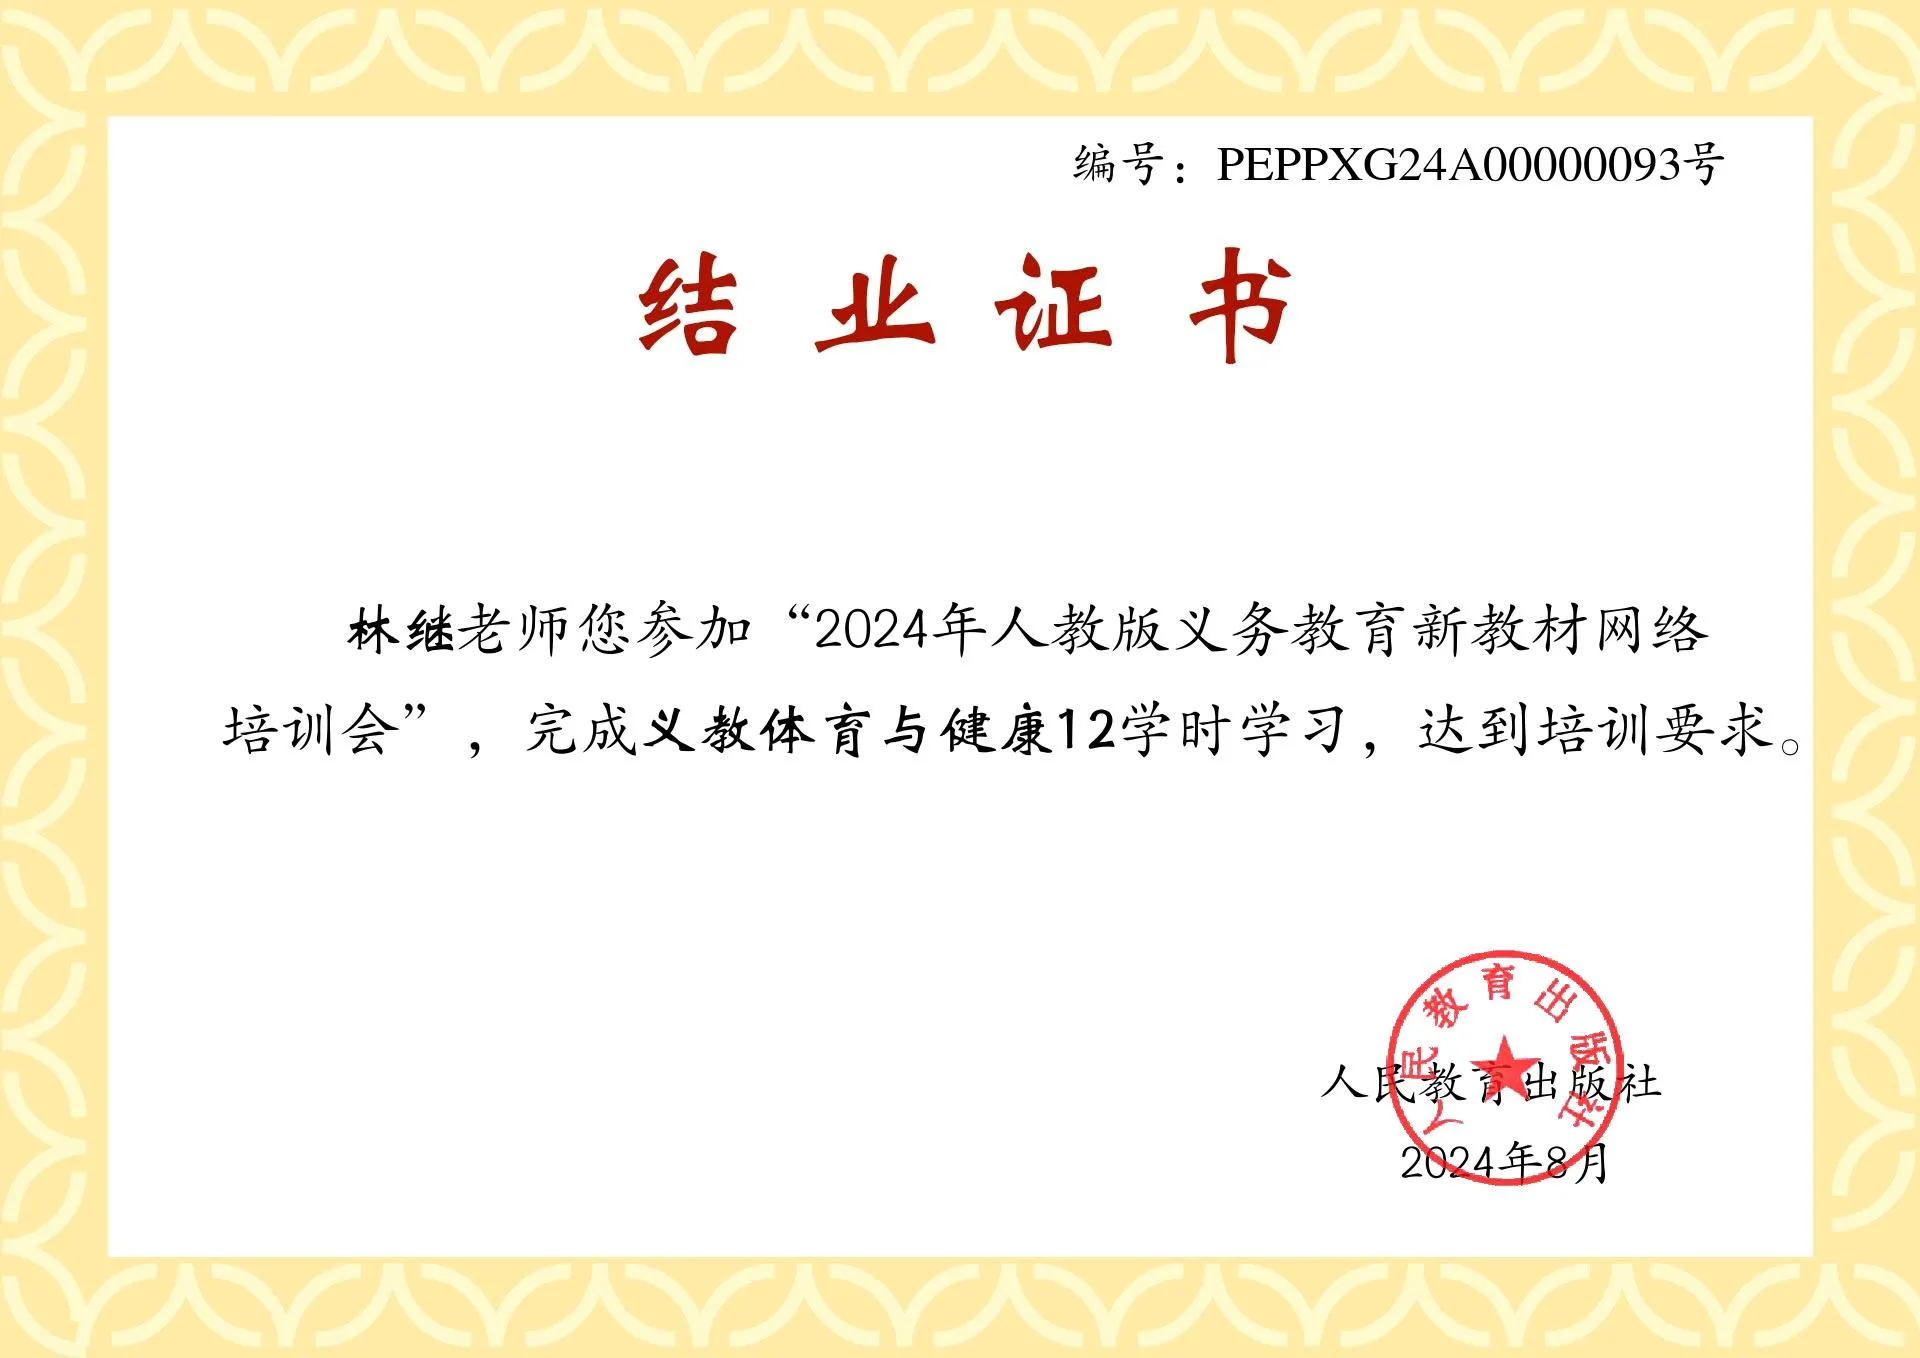 编号：PEPPXG24A00000093号
结业证书
林继老师您参加“2024年人教版义务教育新教材网络
培训会”，完成义教体育与健康12学时学习，达到培训要求。
人民教育出版社
人民教育出版社
2024年8月